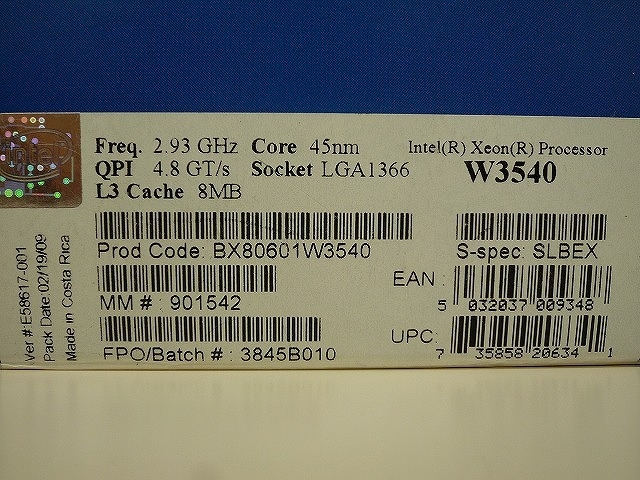 Freq. 2.93 GHz Core 45nm
QPI 4.8 GT/s Socket LGA1366
L3 Cache 8MB
Intel(R) Xeon(R) Processor
W3540
Prod Code: BX80601W3540
S-spec: SLBEX
MM #: 901542
EAN:
5 032037 009348
FPO/Batch #: 3845B010
UPC:
7 35858 20634 1
Ver #: E58617-001
Pack Date: 02/19/09
Made in Costa Rica
intel